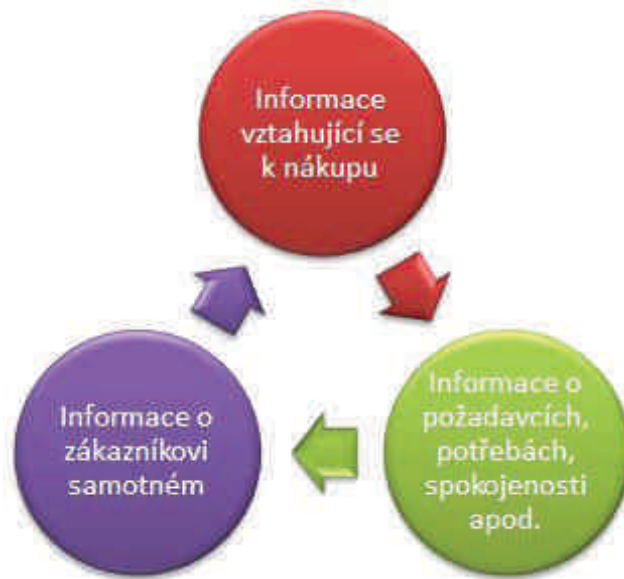 Informace
vztahující se
k nákupu
Informace o
požadavcích,
potřebách,
spokojenosti
apod.
Informace o
zákazníkovi
samotném